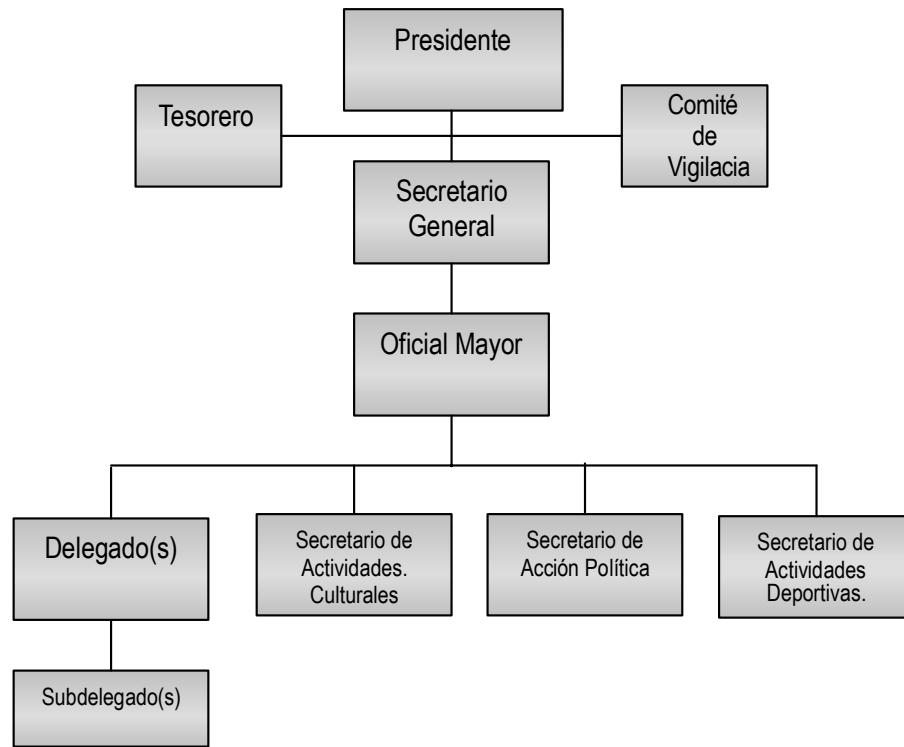 Presidente
Tesorero
Comité
de
Vigilacia
Secretario
General
Oficial Mayor
Delegado(s)
Secretario de
Actividades.
Culturales
Secretario de
Acción Política
Secretario de
Actividades
Deportivas.
Subdelegado(s)